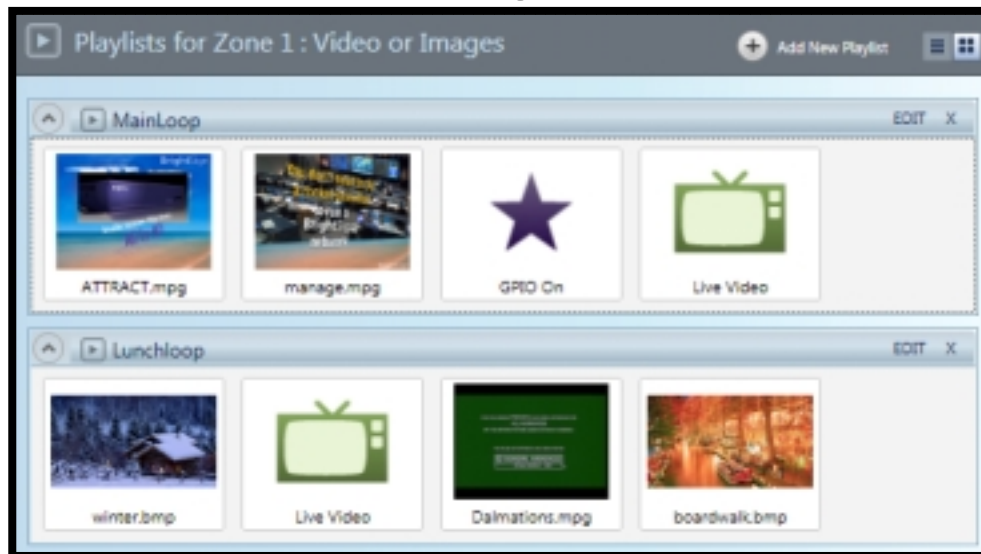 Playlists for Zone 1 : Video or Images
Add New Playlist
MainLoop
EDIT X
ATTRACT.mpg
manage.mpg
GPIO On
Live Video
Lunchloop
EDIT X
winter.bmp
Live Video
Dalmations.mpg
boardwalk.bmp